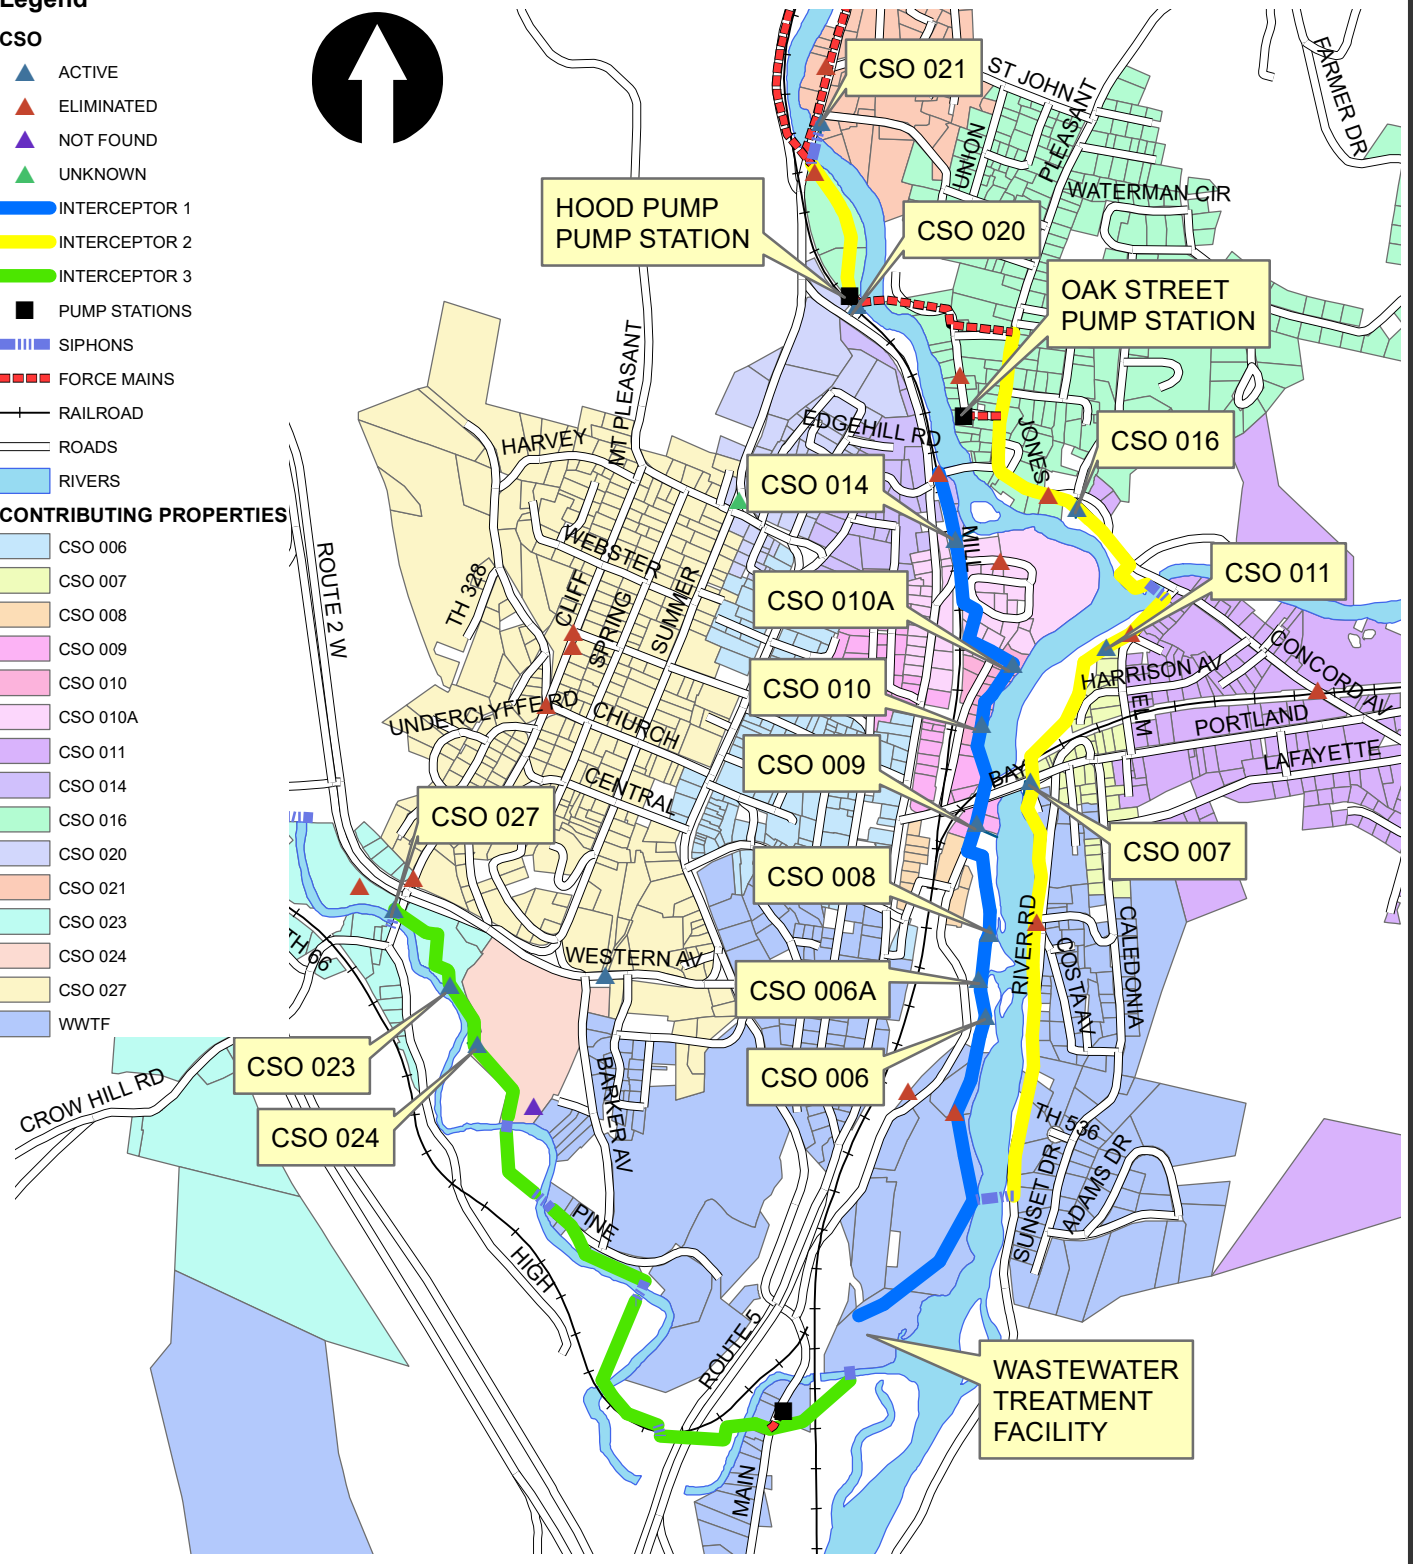 Legend
CSO
ACTIVE
ELIMINATED
NOT FOUND
UNKNOWN
INTERCEPTOR 1
INTERCEPTOR 2
INTERCEPTOR 3
PUMP STATIONS
SIPHONS
FORCE MAINS
RAILROAD
ROADS
RIVERS
CONTRIBUTING PROPERTIES
CSO 006
CSO 007
CSO 008
CSO 009
CSO 010
CSO 010A
CSO 011
CSO 014
CSO 016
CSO 020
CSO 021
CSO 023
CSO 024
CSO 027
WWTF
CSO 021
ST JOHN
PLEASANT
FARMER DR
UNION
WATERMAN CIR
HOOD PUMP
PUMP STATION
CSO 020
OAK STREET
PUMP STATION
MT PLEASANT
HARVEY
EDGEHILL RD
JONES
CSO 016
CSO 014
MILL
WEBSTER
ROUTE 2 W
TH 328
CLIFF
SPRING
SUMMER
CSO 010A
CSO 011
CONCORD AV
HARRISON AV
ELM
PORTLAND
LAFAYETTE
UNDERCLYFFE RD
CHURCH
CSO 010
CSO 009
BAY
CENTRAL
CSO 027
CSO 007
CSO 008
RIVER RD
COSTA AV
CALEDONIA
TH 66
WESTERN AV
CSO 006A
CSO 006
CSO 023
CSO 024
CROW HILL RD
BARKER AV
TH 536
SUNSET DR
ADAMS DR
PINE
HIGH
ROUTE 5
MAIN
WASTEWATER
TREATMENT
FACILITY